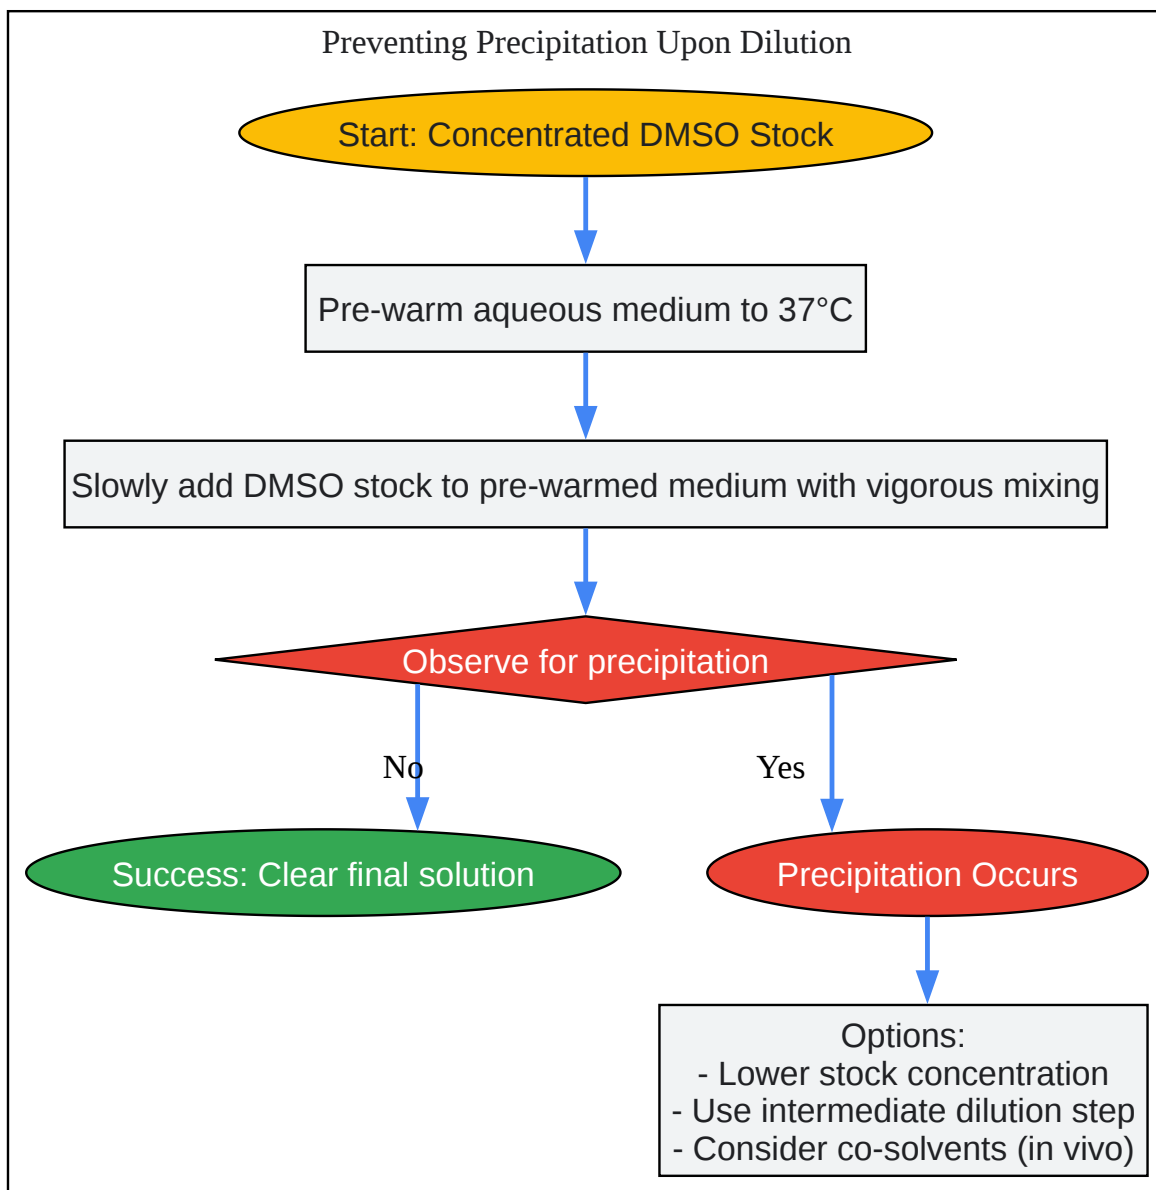 Preventing Precipitation Upon Dilution
Start: Concentrated DMSO Stock
Pre-warm aqueous medium to 37°C
Slowly add DMSO stock to pre-warmed medium with vigorous mixing
Observe for precipitation
No
Yes
Success: Clear final solution
Precipitation Occurs
Options:
- Lower stock concentration
- Use intermediate dilution step
- Consider co-solvents (in vivo)